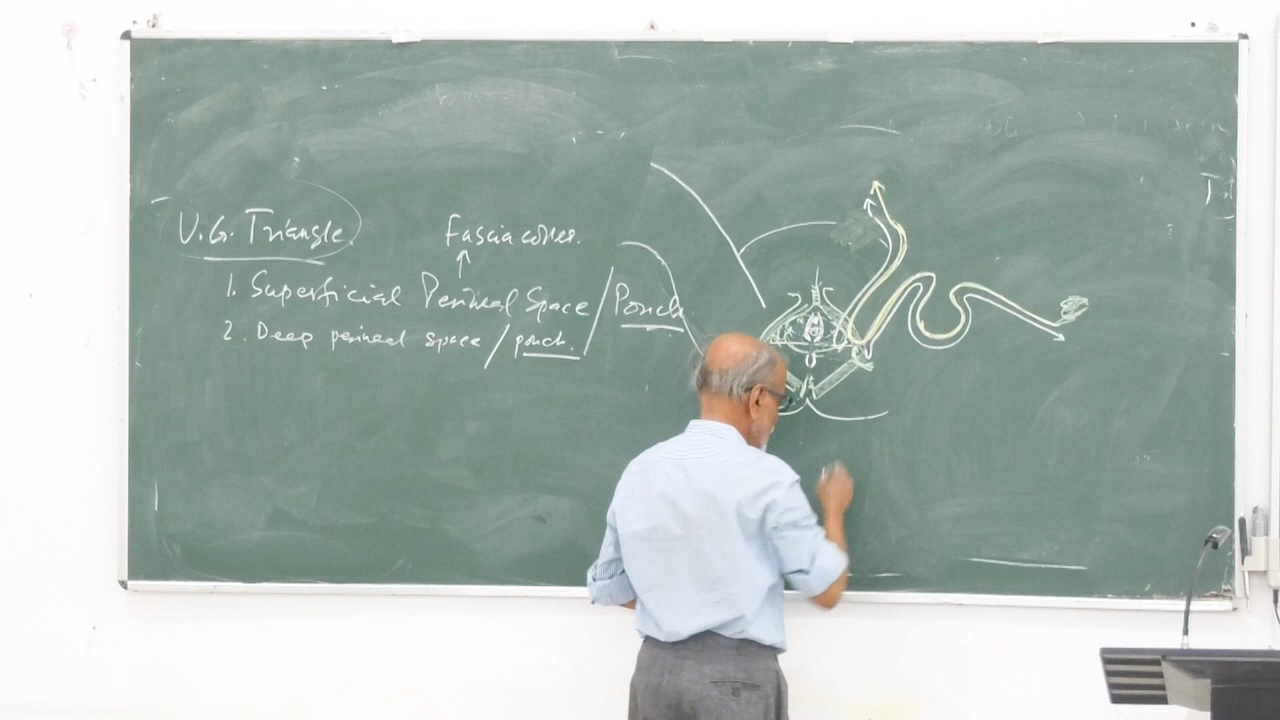 U.G. Triangle
Fascia colles.
1. Superficial Perineal Space / Pouch
2. Deep perineal space / pouch.